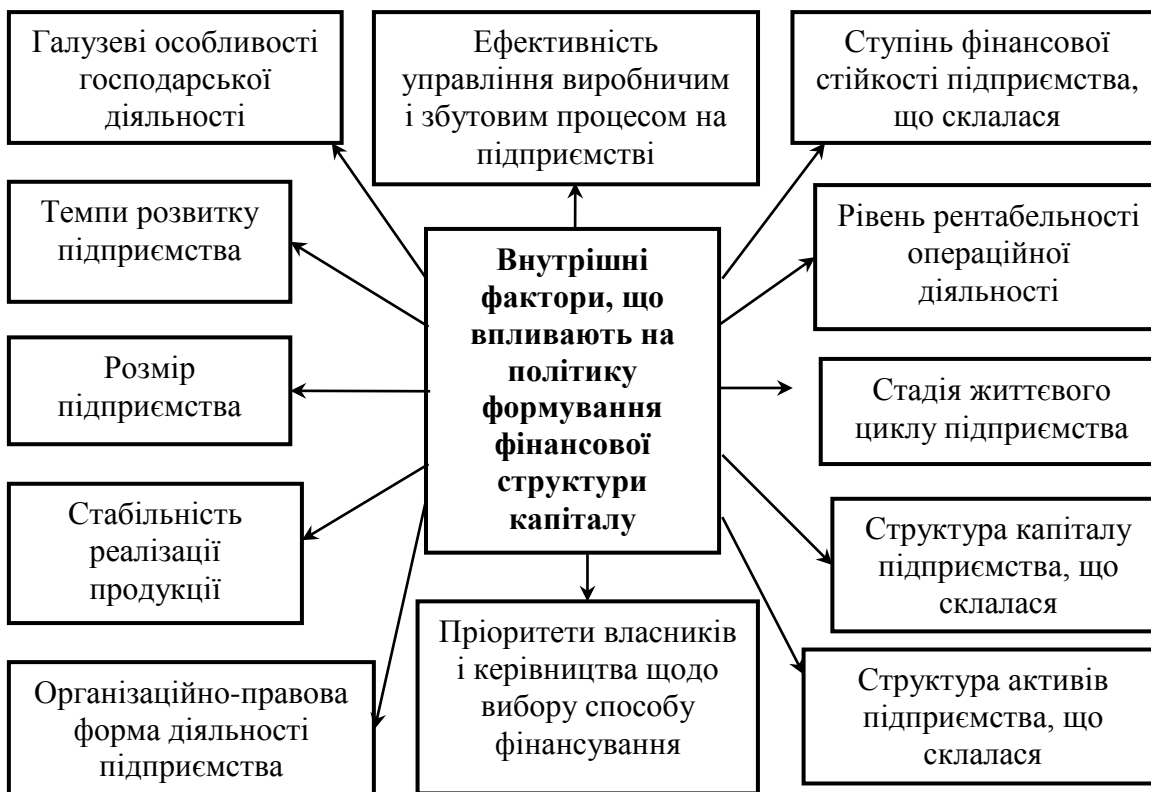 Галузеві особливості
господарської
діяльності
Ефективність
управління виробничим
і збутовим процесом на
підприємстві
Ступінь фінансової
стійкості підприємства,
що склалася
Темпи розвитку
підприємства
Рівень рентабельності
операційної
діяльності
Внутрішні
фактори, що
впливають на
політику
формування
фінансової
структури
капіталу
Розмір
підприємства
Стадія життєвого
циклу підприємства
Стабільність
реалізації
продукції
Структура капіталу
підприємства, що
склалася
Організаційно-правова
форма діяльності
підприємства
Пріоритети власників
і керівництва щодо
вибору способу
фінансування
Структура активів
підприємства, що
склалася